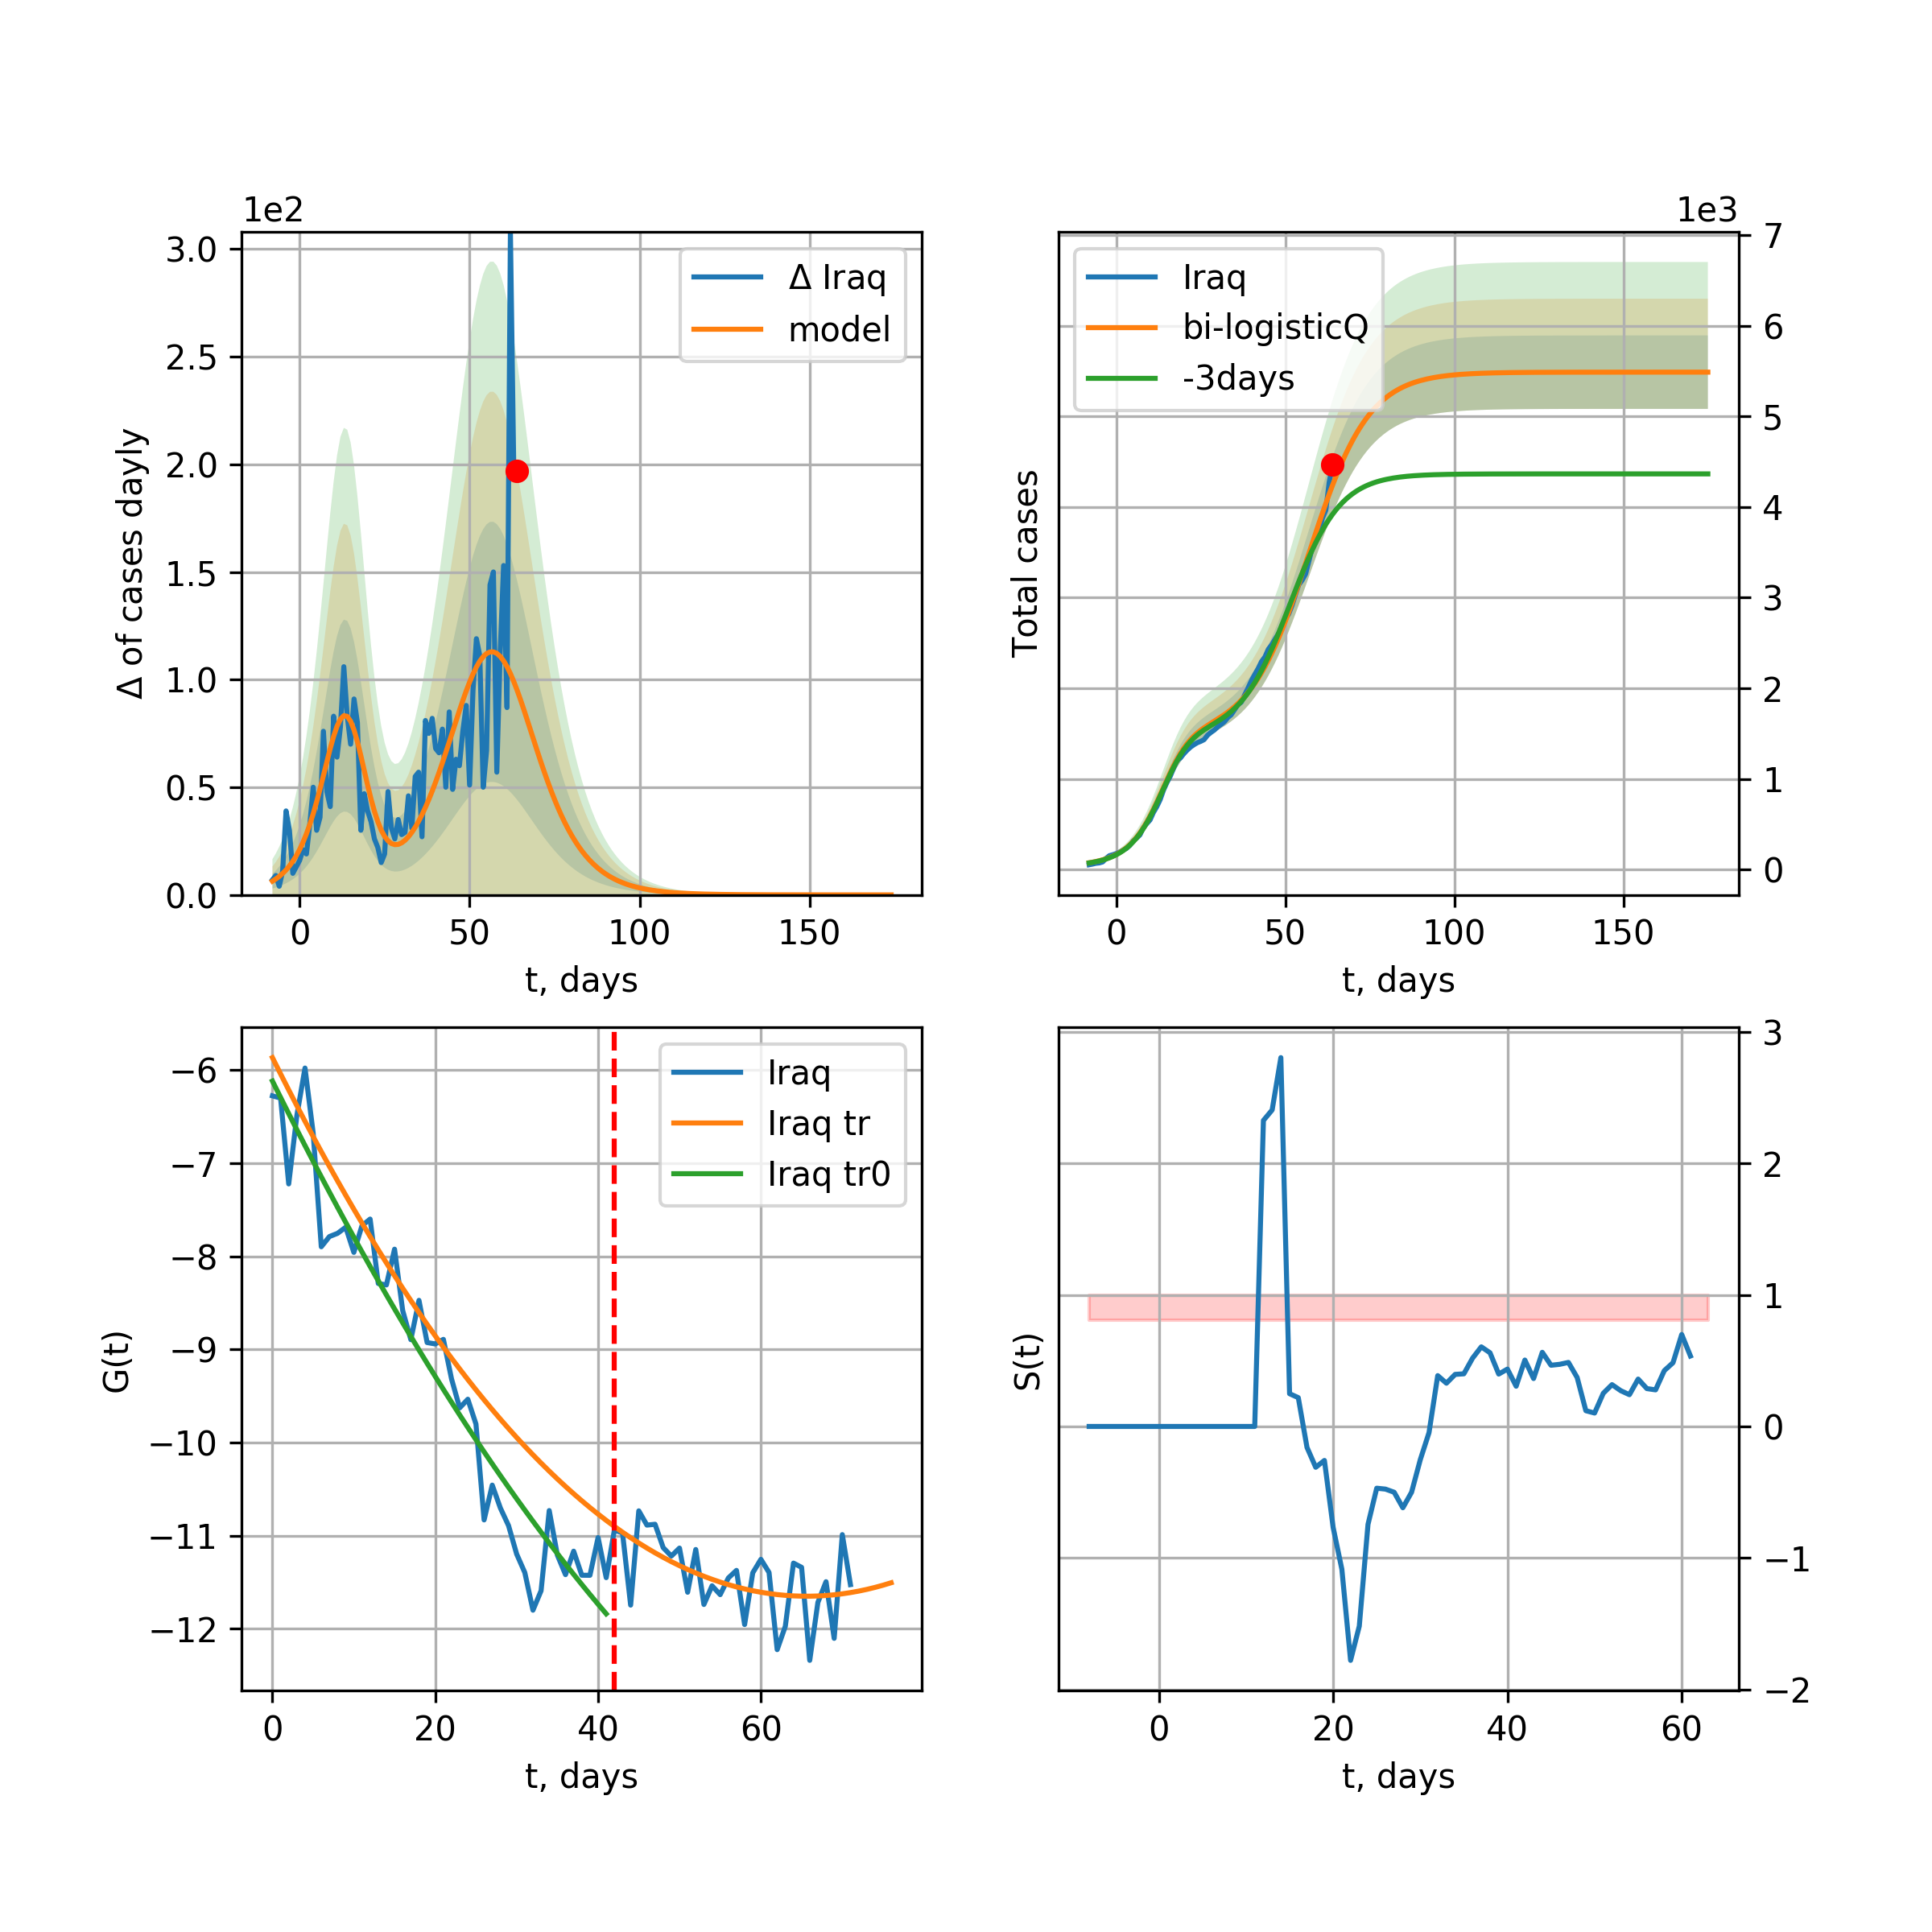 1e2
3.0
2.5
2.0
1.5
1.0
0.5
0.0
Δ of cases dayly
Δ Iraq
model
0 50 100 150
t, days
1e3
7
6
5
4
3
2
1
0
Total cases
Iraq
bi-logisticQ
-3days
0 50 100 150
t, days
−6
−7
−8
−9
−10
−11
−12
G(t)
Iraq
Iraq tr
Iraq tr0
0 20 40 60
t, days
3
2
1
0
−1
−2
S(t)
0 20 40 60
t, days